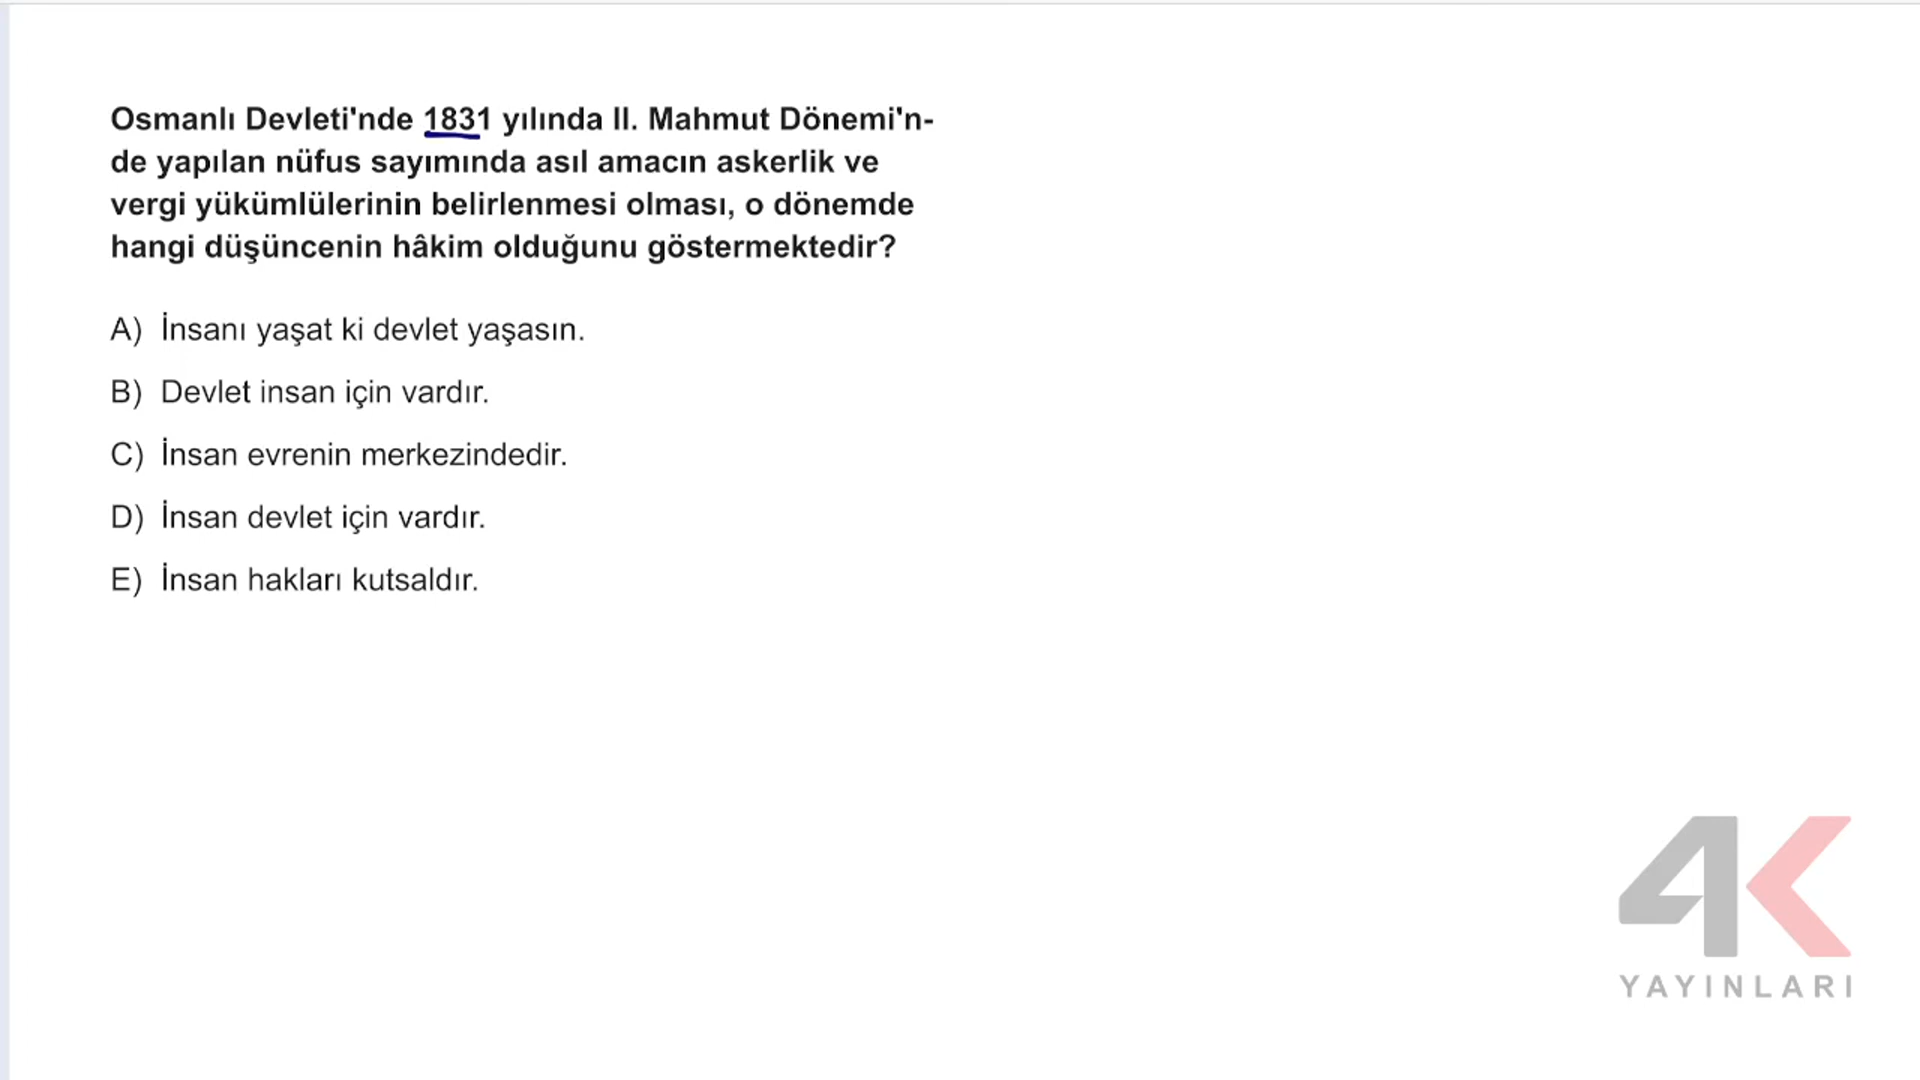 Osmanlı Devleti'nde 1831 yılında II. Mahmut Dönemi'n-
de yapılan nüfus sayımında asıl amacın askerlik ve
vergi yükümlülerinin belirlenmesi olması, o dönemde
hangi düşüncenin hâkim olduğunu göstermektedir?
A) İnsanı yaşat ki devlet yaşasın.
B) Devlet insan için vardır.
C) İnsan evrenin merkezindedir.
D) İnsan devlet için vardır.
E) İnsan hakları kutsaldır.
4K
YAYINLARI